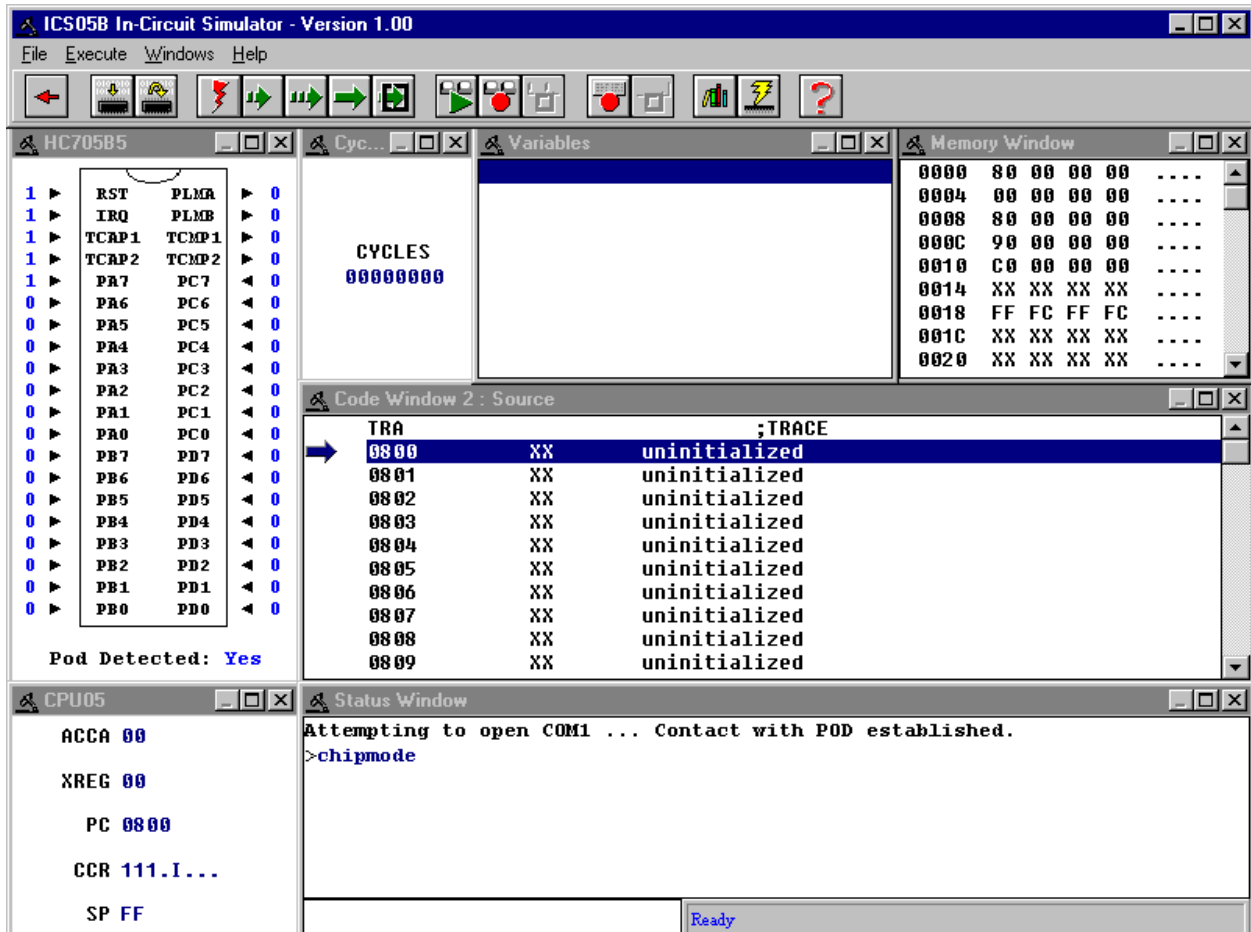 ICS05B In-Circuit Simulator - Version 1.00
File Execute Windows Help
HC705B5
1 RST PLMA 0
1 IRQ PLMB 0
1 TCAP1 TCMP1 0
1 TCAP2 TCMP2 0
1 PA7 PC7 0
0 PA6 PC6 0
0 PA5 PC5 0
0 PA4 PC4 0
0 PA3 PC3 0
0 PA2 PC2 0
0 PA1 PC1 0
0 PA0 PC0 0
0 PB7 PD7 0
0 PB6 PD6 0
0 PB5 PD5 0
0 PB4 PD4 0
0 PB3 PD3 0
0 PB2 PD2 0
0 PB1 PD1 0
0 PB0 PD0 0
Pod Detected: Yes
Cyc...
CYCLES
00000000
Variables
Memory Window
0000 80 00 00 00 ....
0004 00 00 00 00 ....
0008 80 00 00 00 ....
000C 90 00 00 00 ....
0010 C0 00 00 00 ....
0014 XX XX XX XX ....
0018 FF FC FF FC ....
001C XX XX XX XX ....
0020 XX XX XX XX ....
Code Window 2 : Source
TRA ;TRACE
0800 XX uninitialized
0801 XX uninitialized
0802 XX uninitialized
0803 XX uninitialized
0804 XX uninitialized
0805 XX uninitialized
0806 XX uninitialized
0807 XX uninitialized
0808 XX uninitialized
0809 XX uninitialized
CPU05
ACCA 00
XREG 00
PC 0800
CCR 111.I...
SP FF
Status Window
Attempting to open COM1 ... Contact with POD established.
>chipmode
Ready